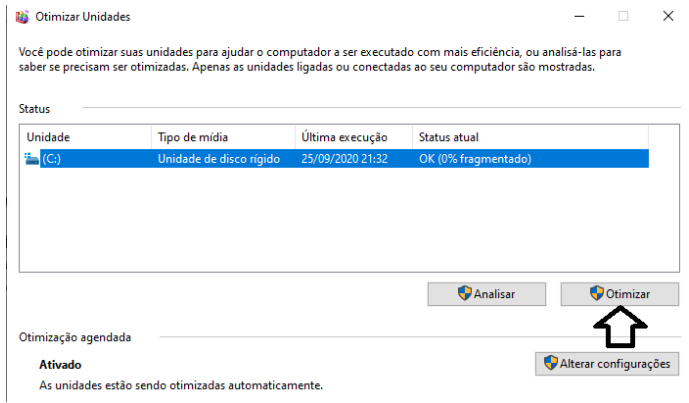 Otimizar Unidades
Você pode otimizar suas unidades para ajudar o computador a ser executado com mais eficiência, ou analisá-las para
saber se precisam ser otimizadas. Apenas as unidades ligadas ou conectadas ao seu computador são mostradas.
Status
Unidade Tipo de mídia Última execução Status atual
(C:) Unidade de disco rígido 25/09/2020 21:32 OK (0% fragmentado)
Analisar Otimizar
Otimização agendada
Ativado Alterar configurações
As unidades estão sendo otimizadas automaticamente.